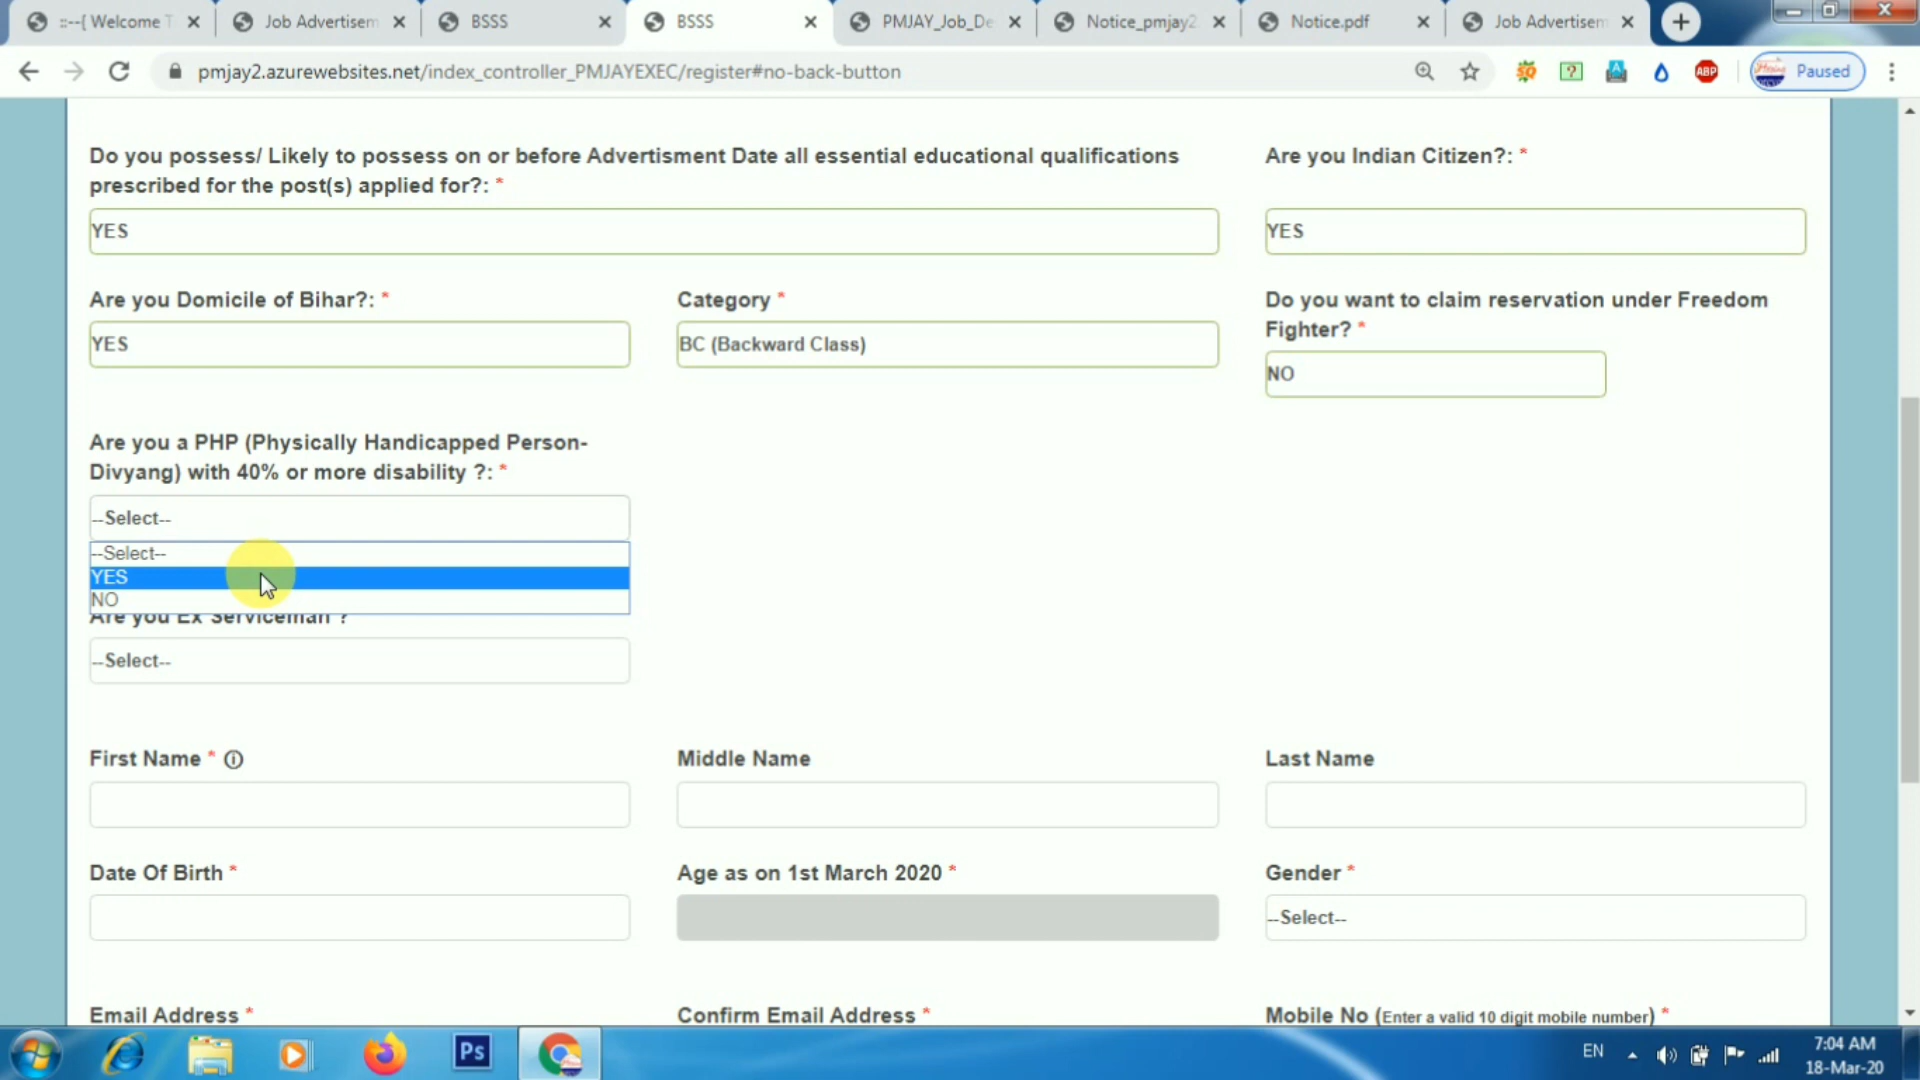 ::--{ Welcome T
Job Advertisem
BSSS
BSSS
PMJAY_Job_De
Notice_pmjay2
Notice.pdf
Job Advertisem
pmjay2.azurewebsites.net/index_controller_PMJAYEXEC/register#no-back-button
ABP
Paused
Do you possess/ Likely to possess on or before Advertisment Date all essential educational qualifications
prescribed for the post(s) applied for?: *
YES
Are you Indian Citizen?: *
YES
Are you Domicile of Bihar?: *
YES
Category *
BC (Backward Class)
Do you want to claim reservation under Freedom
Fighter? *
NO
Are you a PHP (Physically Handicapped Person-
Divyang) with 40% or more disability ?: *
--Select--
--Select--
YES
NO
Are you Ex Serviceman ?
--Select--
First Name *
Middle Name
Last Name
Date Of Birth *
Age as on 1st March 2020 *
Gender *
--Select--
Email Address *
Confirm Email Address *
Mobile No (Enter a valid 10 digit mobile number) *
Ps
EN
7:04 AM
18-Mar-20